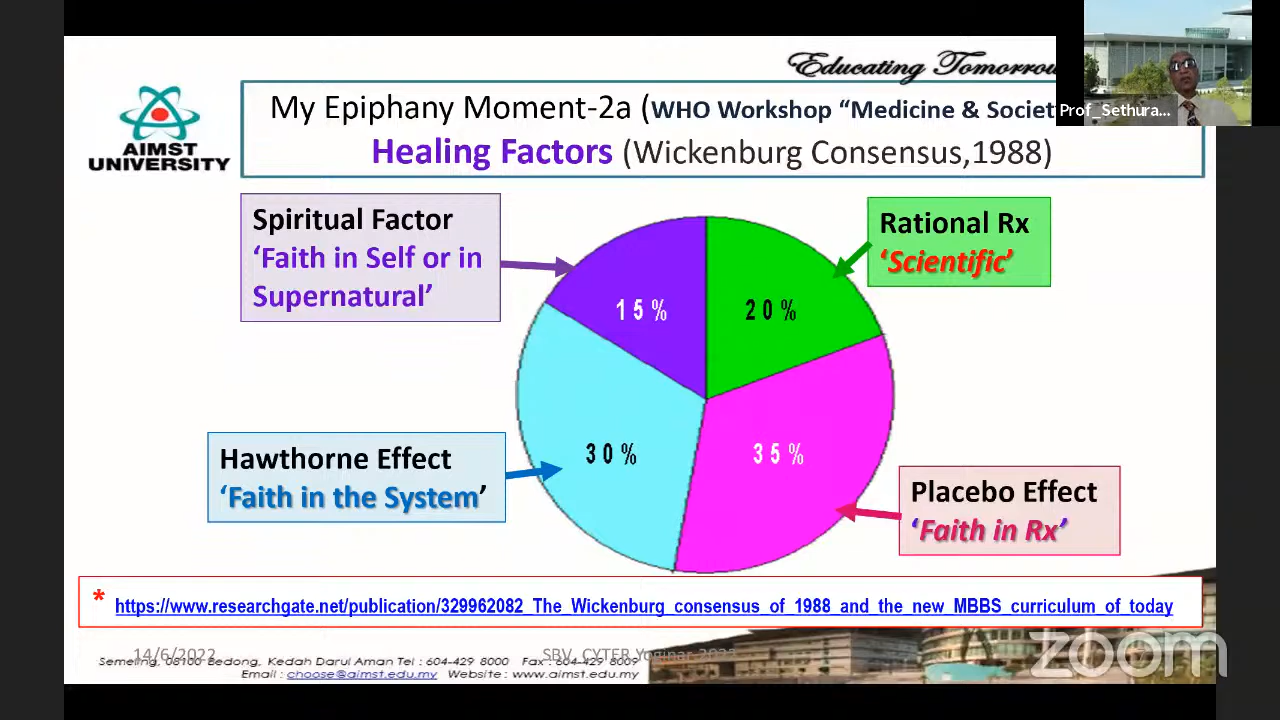 Educating Tomorrow
AIMST
UNIVERSITY
My Epiphany Moment-2a (WHO Workshop “Medicine & Societ
Healing Factors (Wickenburg Consensus,1988)
Prof_Sethura...
Spiritual Factor
‘Faith in Self or in
Supernatural’
Rational Rx
‘Scientific’
15%
20%
Hawthorne Effect
‘Faith in the System’
30%
35%
Placebo Effect
‘Faith in Rx’
* https://www.researchgate.net/publication/329962082_The_Wickenburg_consensus_of_1988_and_the_new_MBBS_curriculum_of_today
14/6/2022
SBV, CYTER Yoginar
Semeling, 08100 Bedong, Kedah Darul Aman Tel : 604-429 8000 Fax : 604-429 8009
Email : choose@aimst.edu.my Website : www.aimst.edu.my
zoom